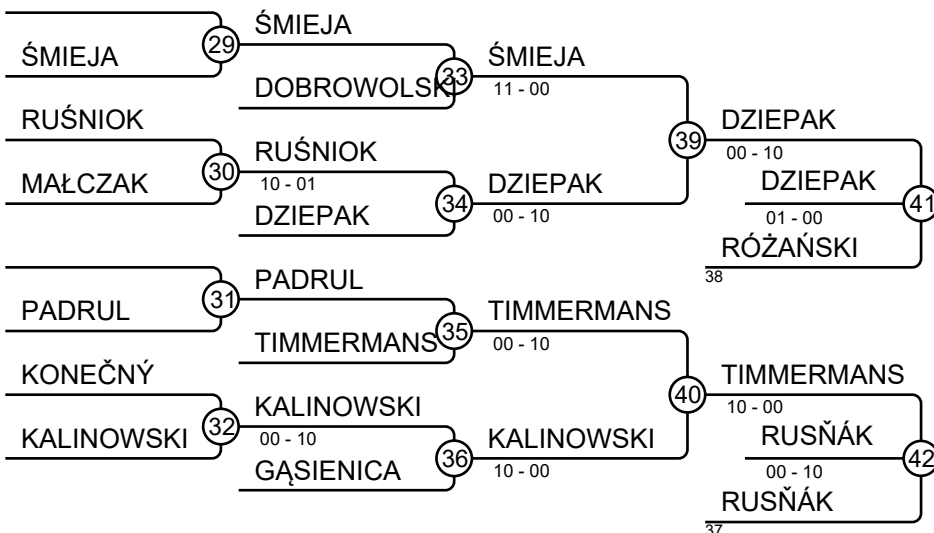 ŚMIEJA
29
ŚMIEJA
DOBROWOLSKI
33
ŚMIEJA
11 - 00
RUŚNIOK
MAŁCZAK
30
RUŚNIOK
10 - 01
DZIEPAK
34
DZIEPAK
00 - 10
39
DZIEPAK
00 - 10
DZIEPAK
01 - 00
41
RÓŻAŃSKI
38
PADRUL
31
PADRUL
TIMMERMANS
35
TIMMERMANS
00 - 10
KONEČNÝ
KALINOWSKI
32
KALINOWSKI
00 - 10
GĄSIENICA
36
KALINOWSKI
10 - 00
40
TIMMERMANS
10 - 00
RUSŇÁK
00 - 10
42
RUSŇÁK
37